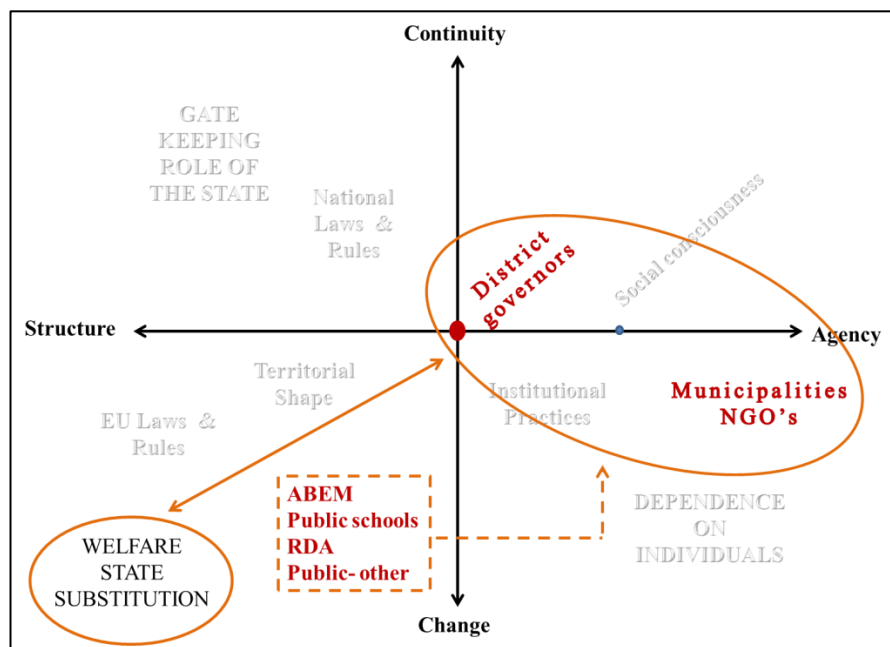 Continuity
GATE
KEEPING
ROLE OF
THE STATE
National
Laws &
Rules
Social consciousness
District
governors
Structure
Agency
Territorial
Shape
EU Laws &
Rules
Institutional
Practices
Municipalities
NGO's
ABEM
Public schools
RDA
Public- other
DEPENDENCE
ON
INDIVIDUALS
WELFARE
STATE
SUBSTITUTION
Change